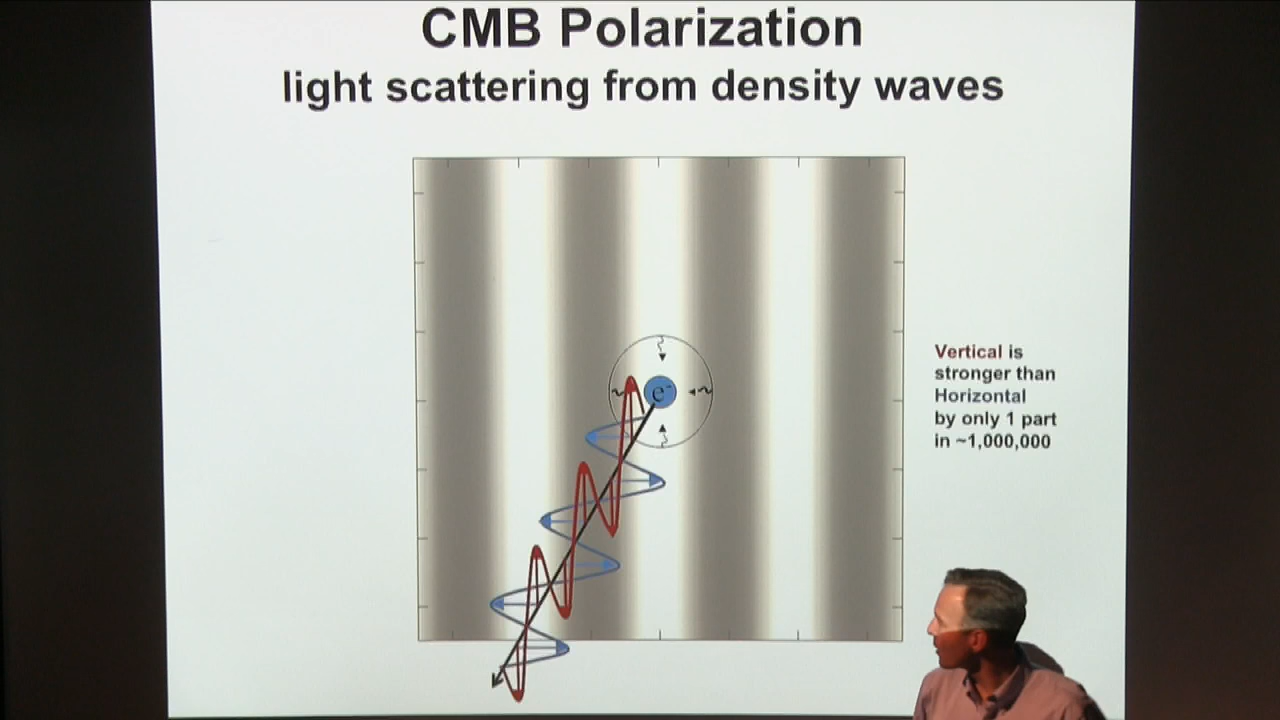 CMB Polarization
light scattering from density waves
e-
Vertical is
stronger than
Horizontal
by only 1 part
in ~1,000,000